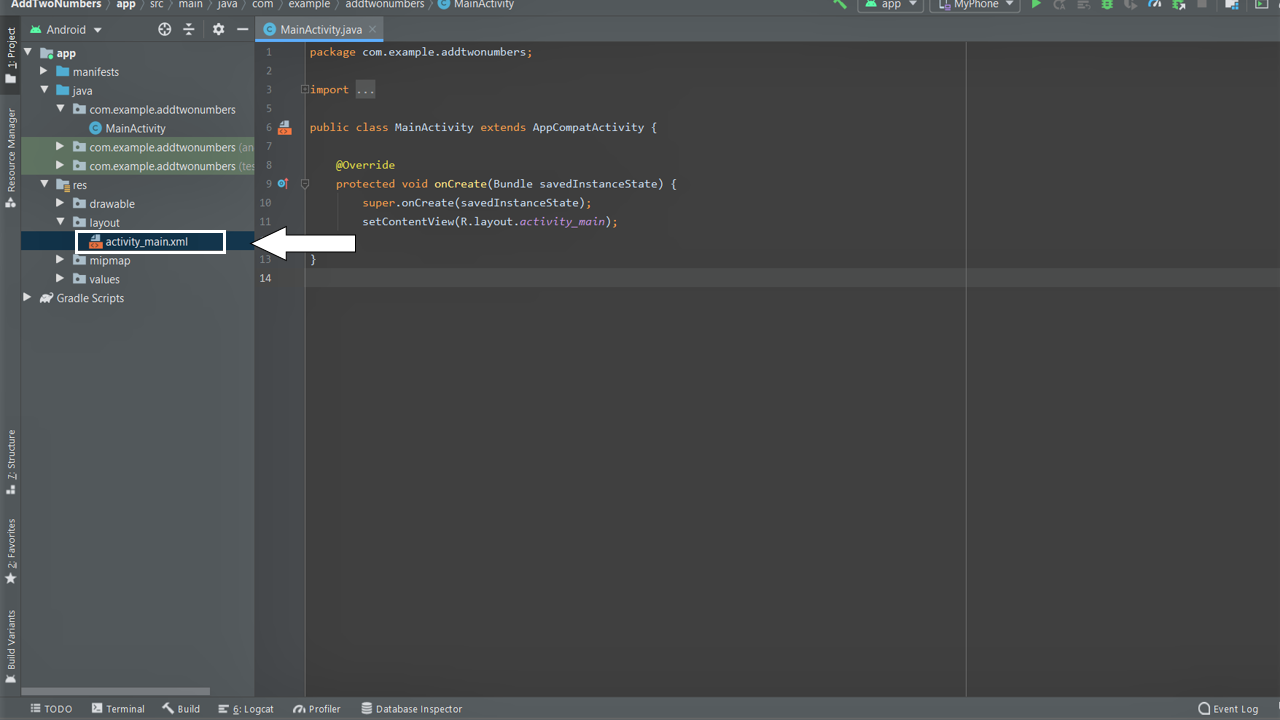 AddTwoNumbers app src main java com example addtwonumbers MainActivity
app MyPhone
1: Project
Resource Manager
7: Structure
2: Favorites
Build Variants
Android
app
manifests
java
com.example.addtwonumbers
MainActivity
com.example.addtwonumbers (an
com.example.addtwonumbers (tes
res
drawable
layout
activity_main.xml
mipmap
values
Gradle Scripts
MainActivity.java
1 package com.example.addtwonumbers;
2
3 import ...
5
6 public class MainActivity extends AppCompatActivity {
7
8 @Override
9 protected void onCreate(Bundle savedInstanceState) {
10 super.onCreate(savedInstanceState);
11 setContentView(R.layout.activity_main);
13 }
14
TODO Terminal Build 6: Logcat Profiler Database Inspector Event Log